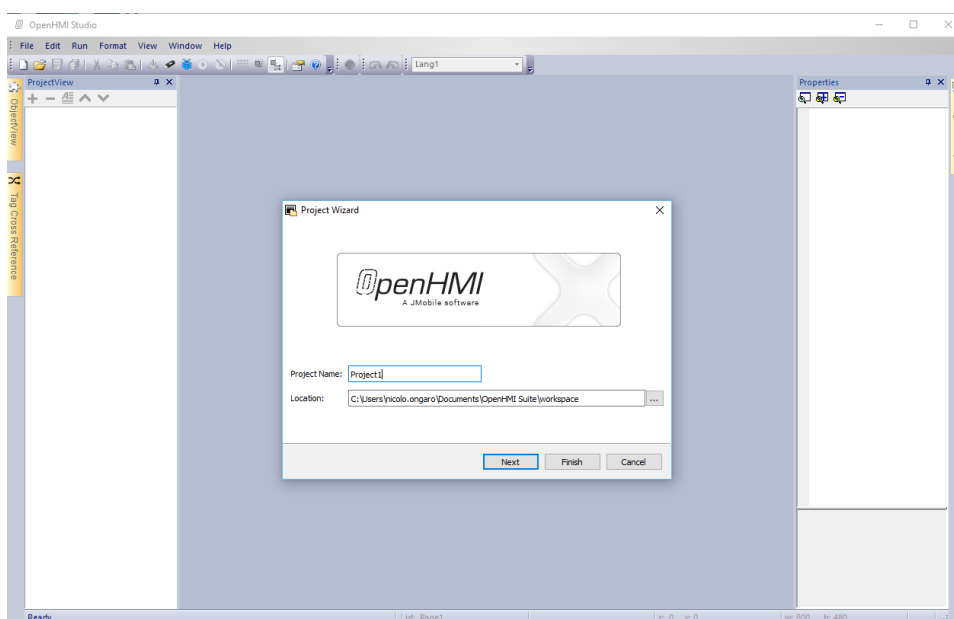 OpenHMI Studio
File Edit Run Format View Window Help
Lang1
ProjectView
Properties
ObjectView
Tag Cross Reference
Project Wizard
OpenHMI
A JMobile software
Project Name: Project1
Location: C:\Users\nicolo.ongaro\Documents\OpenHMI Suite\workspace
...
Next Finish Cancel
Ready id: Page1 x: 0 y: 0 w: 800 h: 480